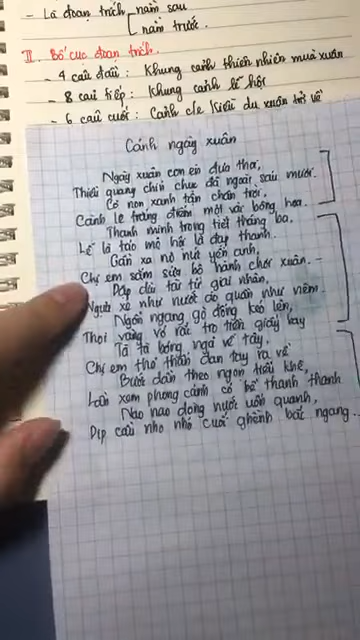 - Là đoạn trích nằm sau
nằm trước.
II. Bố cục đoạn trích.
- 4 câu đầu: Khung cảnh thiên nhiên mùa xuân
- 8 câu tiếp: Khung cảnh lễ hội
- 6 câu cuối: Cảnh c/e Kiều du xuân trở về
Cảnh ngày xuân
Ngày xuân con én đưa thoi,
Thiều quang chín chục đã ngoài sáu mươi.
Cỏ non xanh tận chân trời,
Cành lê trắng điểm một vài bông hoa.
Thanh minh trong tiết tháng ba,
Lễ là tảo mộ hội là đạp thanh.
Gần xa nô nức yến anh,
Chị em sắm sửa bộ hành chơi xuân.
Dập dìu tài tử giai nhân,
Ngựa xe như nước áo quần như nêm.
Ngổn ngang gò đống kéo lên,
Thoi vàng vó rắc tro tiền giấy bay
Tà tà bóng ngả về tây,
Chị em thơ thẩn dan tay ra về
Bước dần theo ngọn tiểu khê,
Lần xem phong cảnh có bề thanh thanh
Nao nao dòng nước uốn quanh,
Dịp cầu nho nhỏ cuối ghềnh bắc ngang...